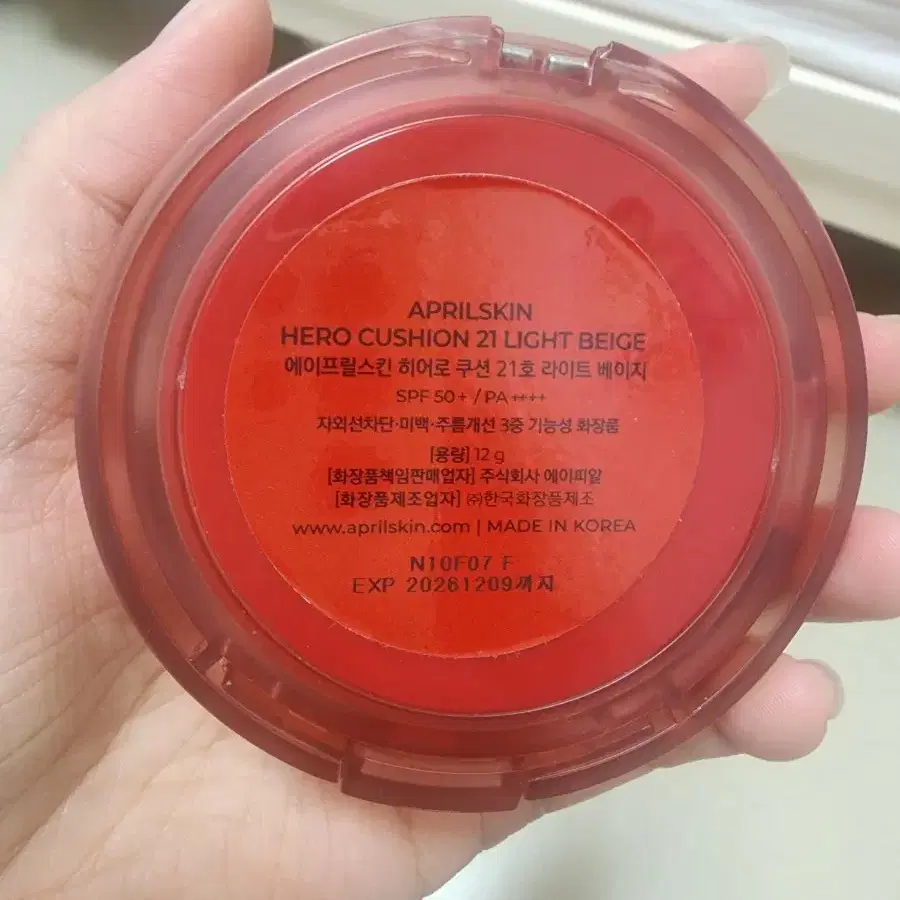 APRILSKIN
HERO CUSHION 21 LIGHT BEIGE
에이프릴스킨 히어로 쿠션 21호 라이트 베이지
SPF 50+ / PA ++++
자외선차단·미백·주름개선 3중 기능성 화장품
[용량] 12 g
[화장품책임판매업자] 주식회사 에이피알
[화장품제조업자] ㈜한국화장품제조
www.aprilskin.com | MADE IN KOREA
N10F07 F
EXP 20261209까지